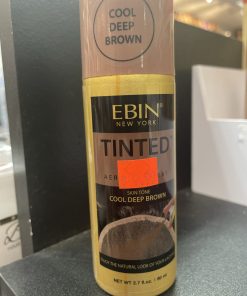 COOL
DEEP
BROWN
EBIN
NEW YORK
TINTED
SKIN TONE
COOL DEEP BROWN
NET WT 2.7 fl. oz. / 80 ml